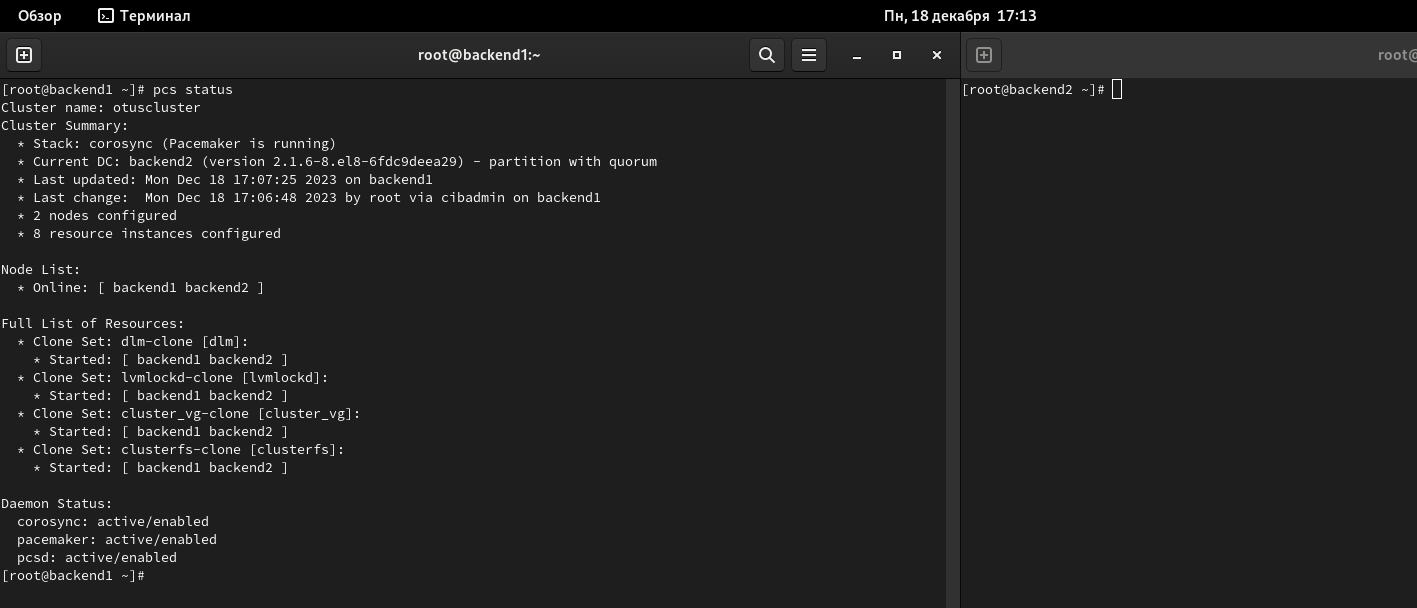 Обзор
Терминал
Пн, 18 декабря 17:13
root@backend1:~
[root@backend1 ~]# pcs status
Cluster name: otuscluster
Cluster Summary:
  * Stack: corosync (Pacemaker is running)
  * Current DC: backend2 (version 2.1.6-8.el8-6fdc9deea29) - partition with quorum
  * Last updated: Mon Dec 18 17:07:25 2023 on backend1
  * Last change:  Mon Dec 18 17:06:48 2023 by root via cibadmin on backend1
  * 2 nodes configured
  * 8 resource instances configured

Node List:
  * Online: [ backend1 backend2 ]

Full List of Resources:
  * Clone Set: dlm-clone [dlm]:
    * Started: [ backend1 backend2 ]
  * Clone Set: lvmlockd-clone [lvmlockd]:
    * Started: [ backend1 backend2 ]
  * Clone Set: cluster_vg-clone [cluster_vg]:
    * Started: [ backend1 backend2 ]
  * Clone Set: clusterfs-clone [clusterfs]:
    * Started: [ backend1 backend2 ]

Daemon Status:
  corosync: active/enabled
  pacemaker: active/enabled
  pcsd: active/enabled
[root@backend1 ~]#
root@
[root@backend2 ~]#